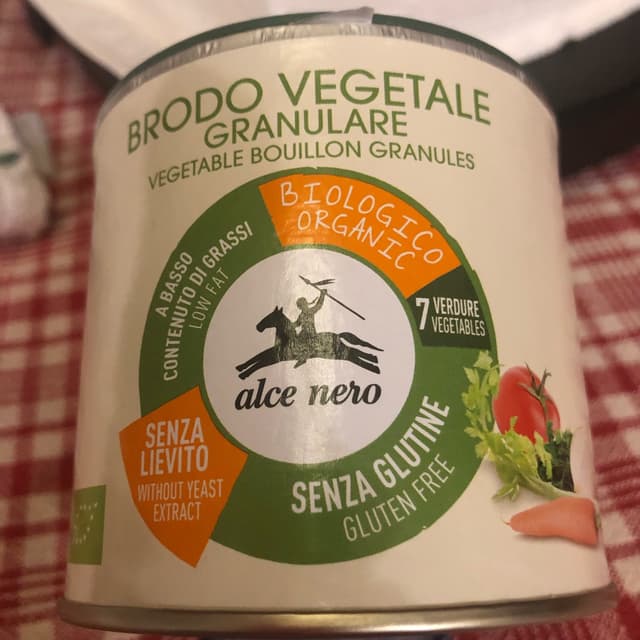 BRODO VEGETALE
GRANULARE
VEGETABLE BOUILLON GRANULES
BIOLOGICO
ORGANIC
A BASSO
CONTENUTO DI GRASSI
LOW FAT
7 VERDURE
VEGETABLES
alce nero
SENZA
LIEVITO
WITHOUT YEAST
EXTRACT
SENZA GLUTINE
GLUTEN FREE